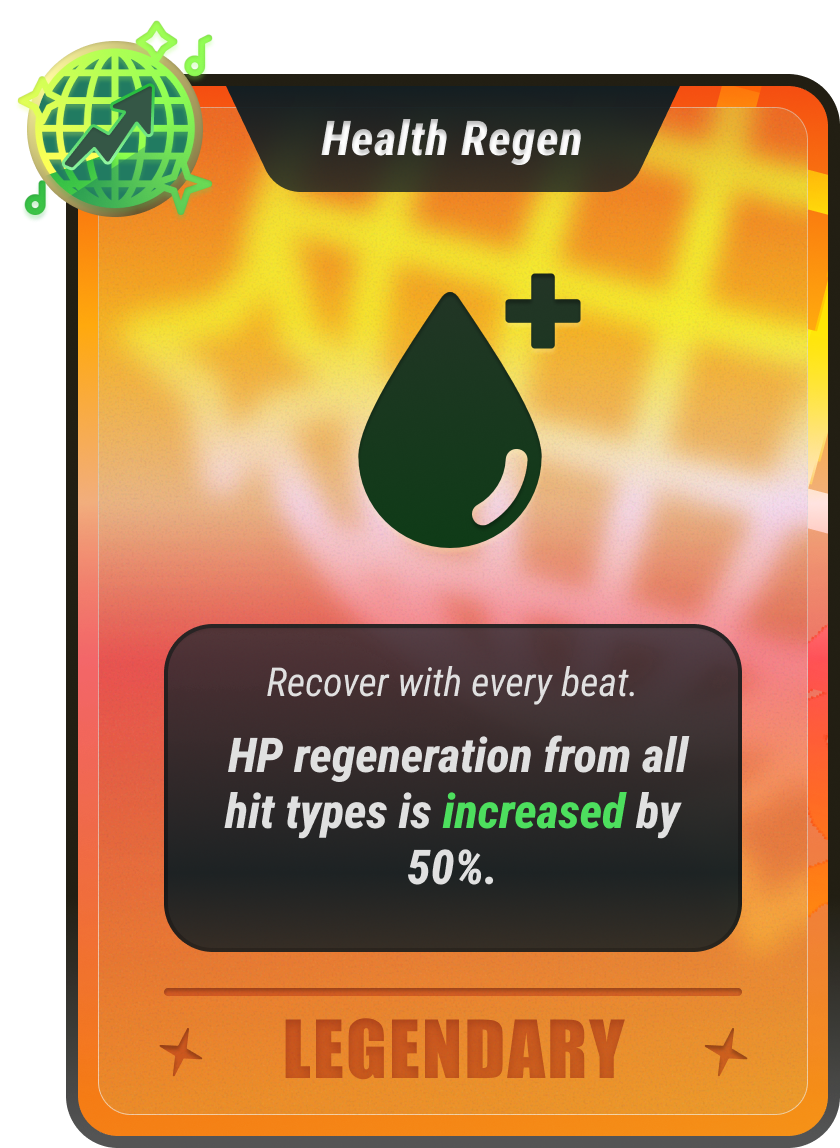 Health Regen
Recover with every beat.
HP regeneration from all
hit types is increased by
50%.
LEGENDARY